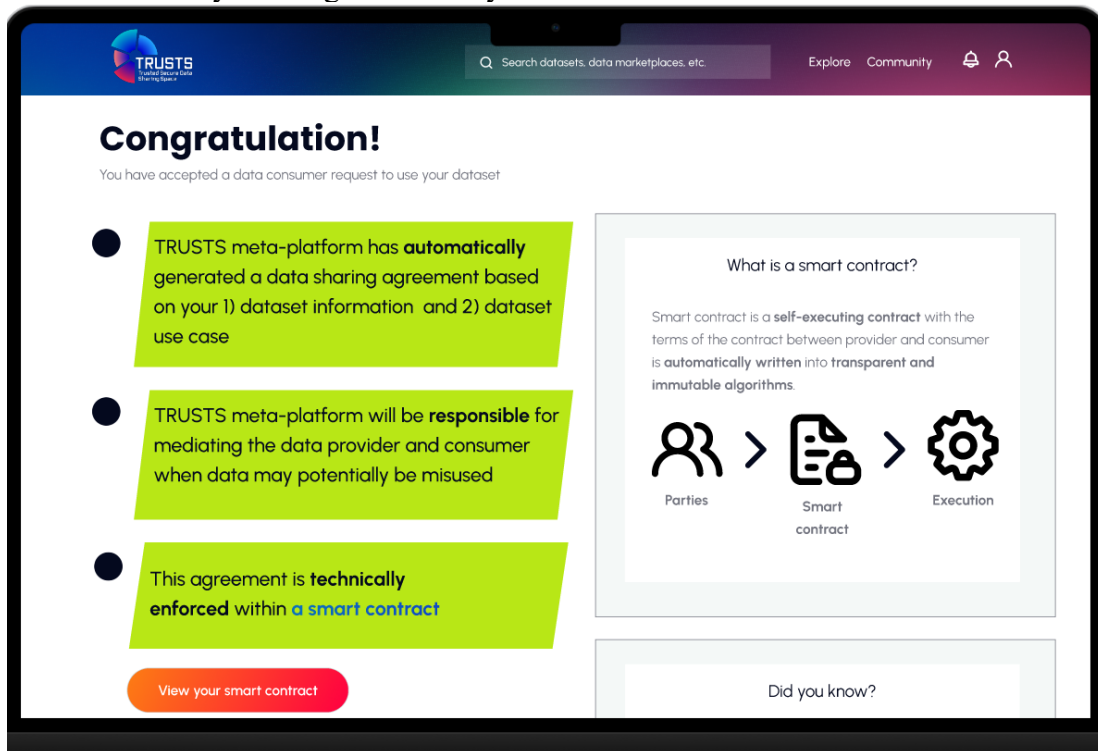 TRUSTS
Trusted Secure Data
Sharing Space
Search datasets, data marketplaces, etc.
Explore
Community
Congratulation!
You have accepted a data consumer request to use your dataset
TRUSTS meta-platform has automatically
generated a data sharing agreement based
on your 1) dataset information and 2) dataset
use case
TRUSTS meta-platform will be responsible for
mediating the data provider and consumer
when data may potentially be misused
This agreement is technically
enforced within a smart contract
View your smart contract
What is a smart contract?
Smart contract is a self-executing contract with the
terms of the contract between provider and consumer
is automatically written into transparent and
immutable algorithms.
Parties
Smart
contract
Execution
Did you know?